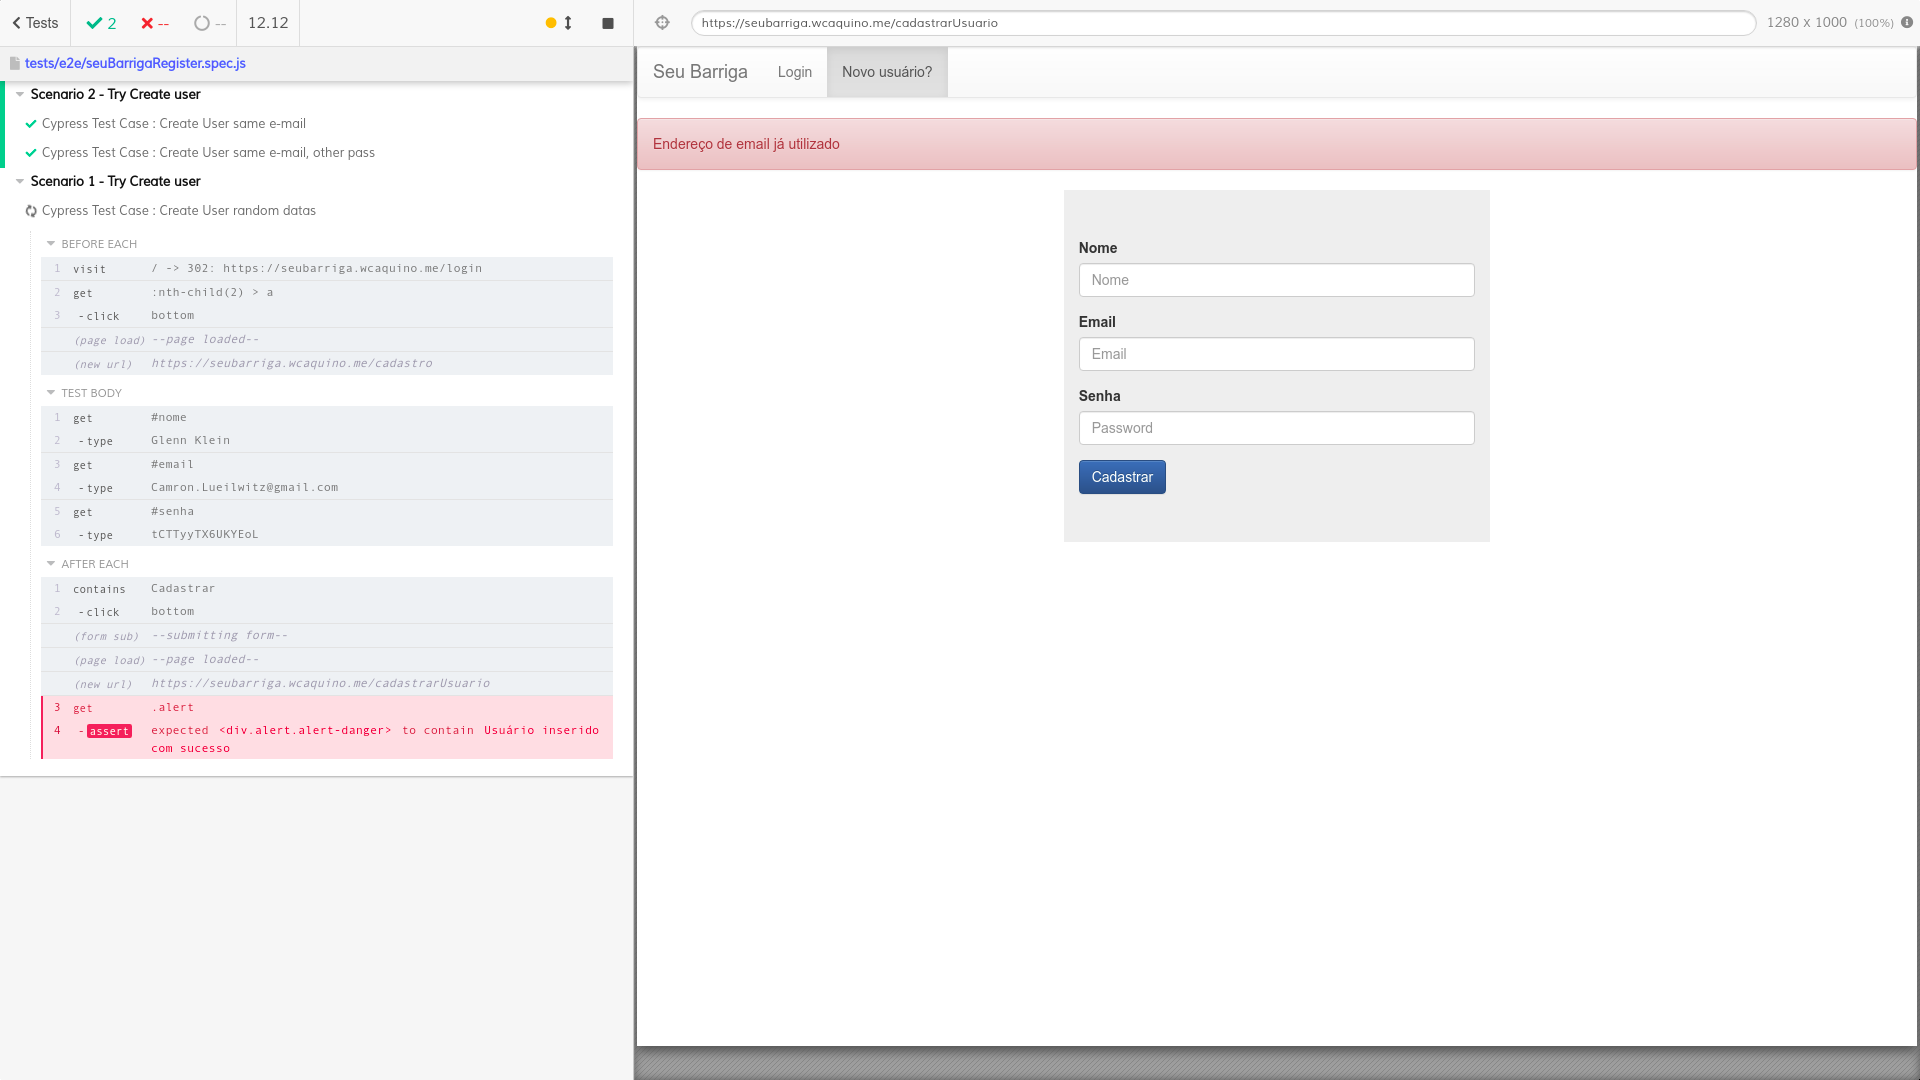 Tests
2
--
--
12.12
tests/e2e/seuBarrigaRegister.spec.js
Scenario 2 - Try Create user
Cypress Test Case : Create User same e-mail
Cypress Test Case : Create User same e-mail, other pass
Scenario 1 - Try Create user
Cypress Test Case : Create User random datas
BEFORE EACH
1 visit / -> 302: https://seubarriga.wcaquino.me/login
2 get :nth-child(2) > a
3 -click bottom
(page load) --page loaded--
(new url) https://seubarriga.wcaquino.me/cadastro
TEST BODY
1 get #nome
2 -type Glenn Klein
3 get #email
4 -type Camron.Lueilwitz@gmail.com
5 get #senha
6 -type tCTTyyTX6UKYEoL
AFTER EACH
1 contains Cadastrar
2 -click bottom
(form sub) --submitting form--
(page load) --page loaded--
(new url) https://seubarriga.wcaquino.me/cadastrarUsuario
3 get .alert
4 -assert expected <div.alert.alert-danger> to contain Usuário inserido
com sucesso
https://seubarriga.wcaquino.me/cadastrarUsuario
1280 x 1000 (100%)
Seu Barriga Login Novo usuário?
Endereço de email já utilizado
Nome
Nome
Email
Email
Senha
Password
Cadastrar